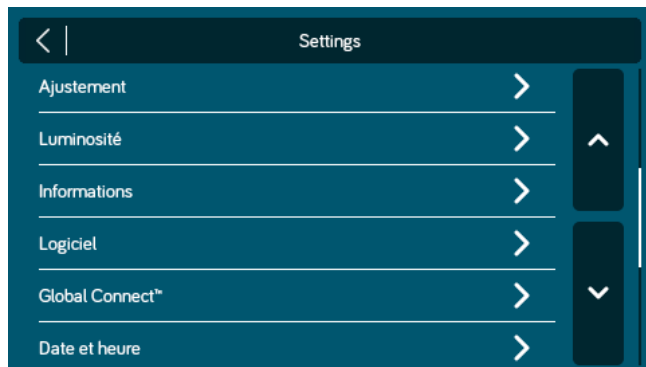 Settings
Ajustement
Luminosité
Informations
Logiciel
Global Connect™
Date et heure